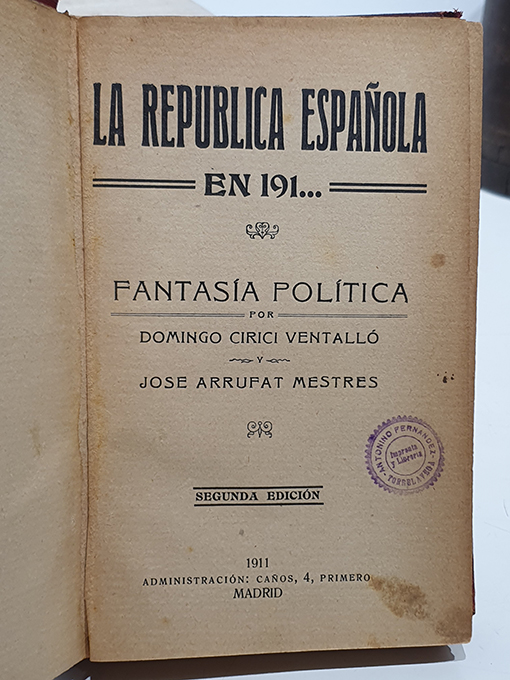 LA REPUBLICA ESPAÑOLA
EN 191...
FANTASÍA POLÍTICA
POR
DOMINGO CIRICI VENTALLÓ
Y
JOSE ARRUFAT MESTRES
ANTONINO FERNANDEZ
Imprenta
y Librería
TORRELAVEGA
SEGUNDA EDICIÓN
1911
ADMINISTRACIÓN: CAÑOS, 4, PRIMERO
MADRID